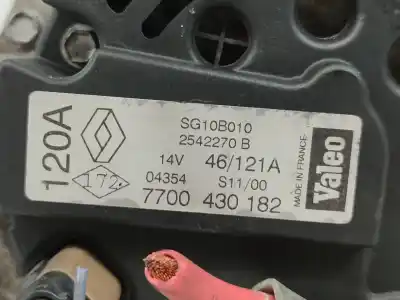 120A
SG10B010
2542270 B
14V 46/121A
172
04354 S11/00
7700 430 182
Valeo
MADE IN FRANCE